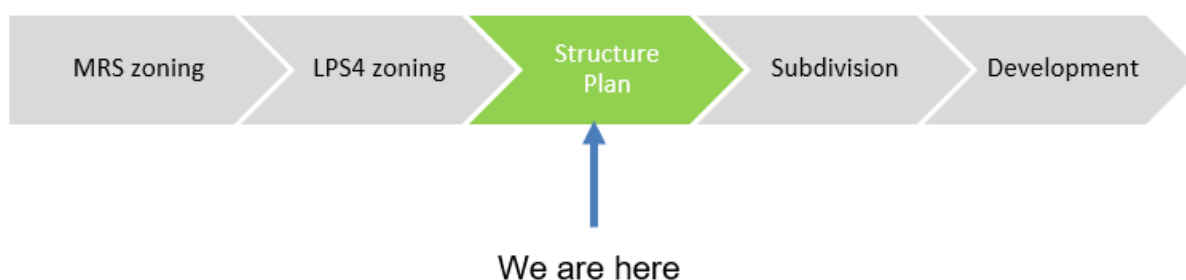 MRS zoning
LPS4 zoning
Structure
Plan
Subdivision
Development
We are here